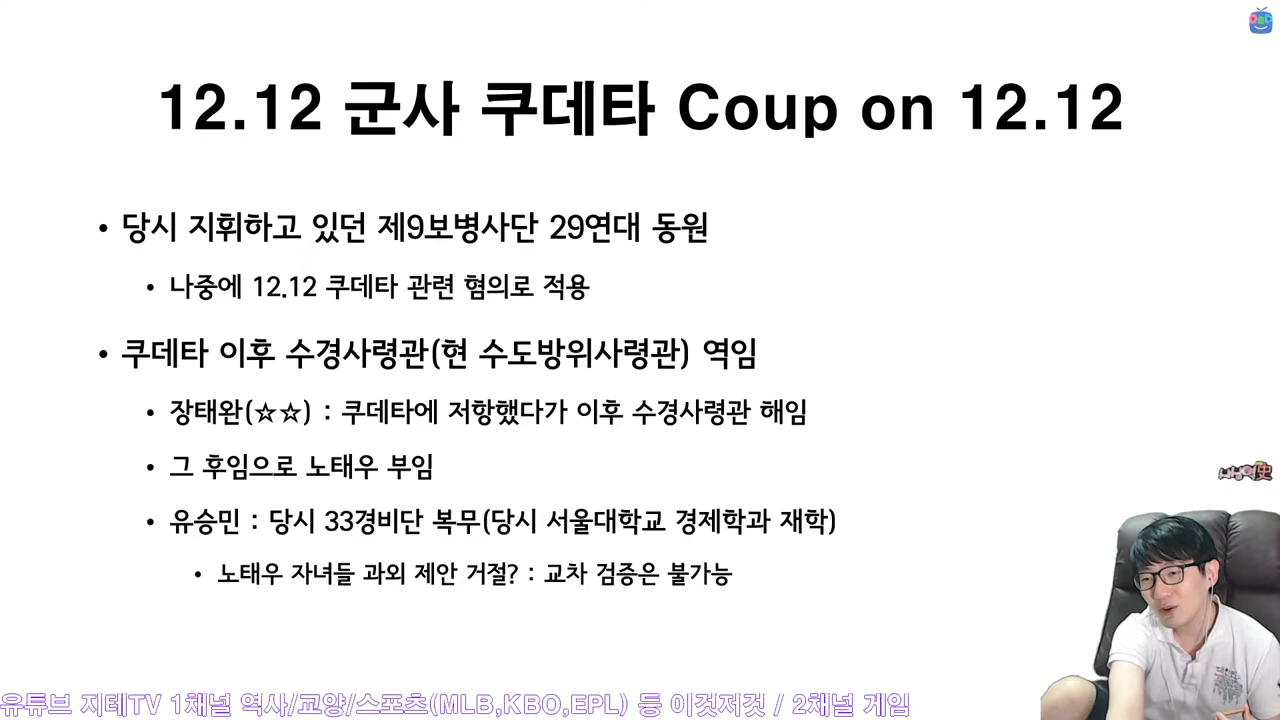 12.12 군사 쿠데타 Coup on 12.12
• 당시 지휘하고 있던 제9보병사단 29연대 동원
• 나중에 12.12 쿠데타 관련 혐의로 적용
• 쿠데타 이후 수경사령관(현 수도방위사령관) 역임
• 장태완(☆☆) : 쿠데타에 저항했다가 이후 수경사령관 해임
• 그 후임으로 노태우 부임
• 유승민 : 당시 33경비단 복무(당시 서울대학교 경제학과 재학)
• 노태우 자녀들 과외 제안 거절? : 교차 검증은 불가능
유튜브 지테TV 1채널 역사/교양/스포츠(MLB,KBO,EPL) 등 이것저것 / 2채널 게임